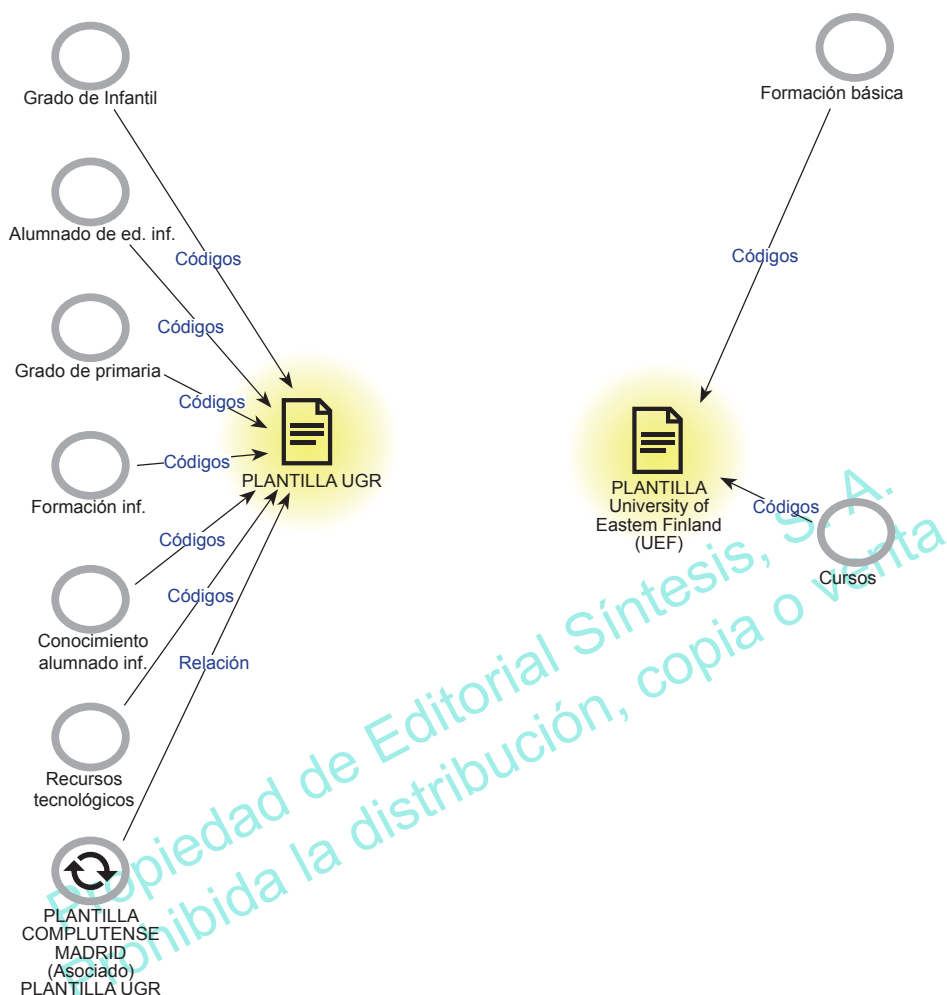 Grado de Infantil
Formación básica
Alumnado de ed. inf.
Códigos
Códigos
Códigos
Grado de primaria
Códigos
PLANTILLA UGR
Formación inf.
Códigos
PLANTILLA
University of
Eastem Finland
(UEF)
Códigos
Cursos
Códigos
Conocimiento
alumnado inf.
Códigos
Relación
Recursos
tecnológicos
PLANTILLA
COMPLUTENSE
MADRID
(Asociado)
PLANTILLA UGR
Propiedad de Editorial Síntesis, S. A.
Prohibida la distribución, copia o venta